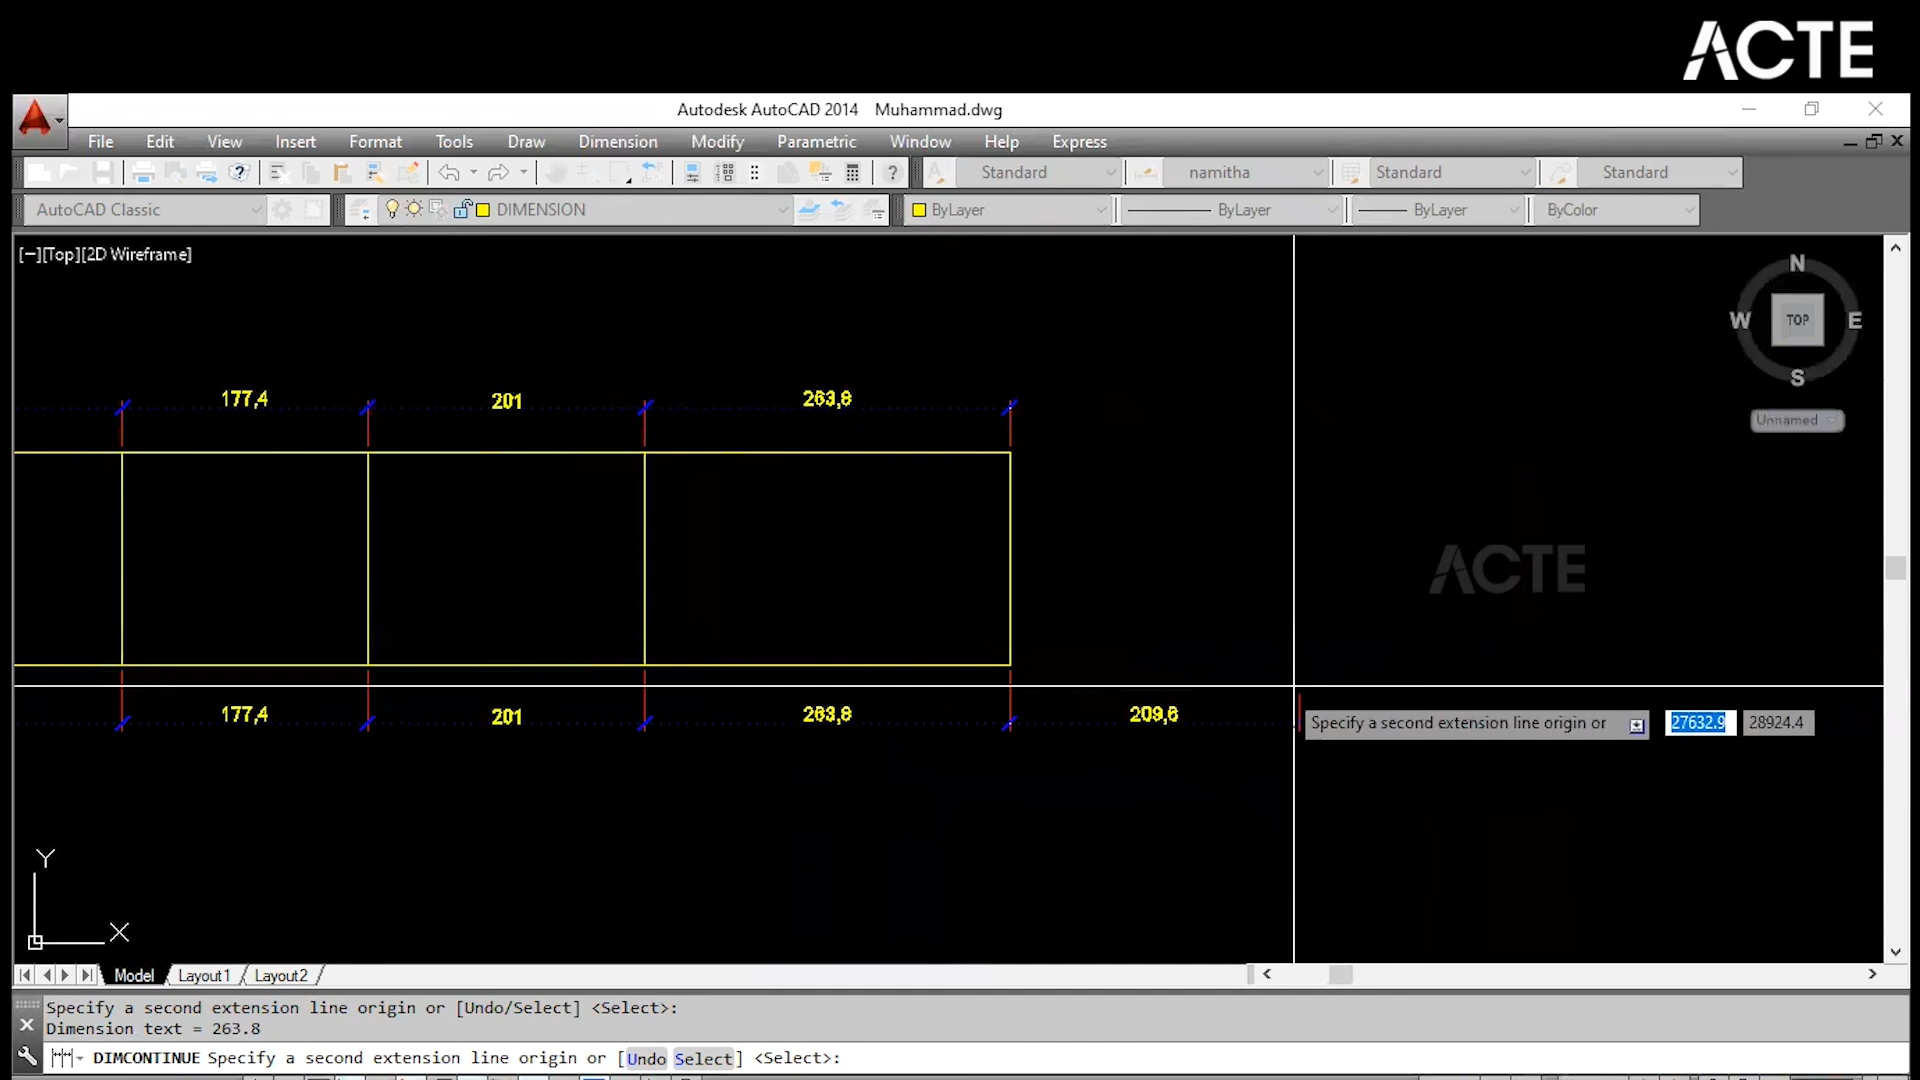 ACTE
Autodesk AutoCAD 2014 Muhammad.dwg
File Edit View Insert Format Tools Draw Dimension Modify Parametric Window Help Express
Standard namitha Standard Standard
AutoCAD Classic DIMENSION ByLayer ByLayer ByLayer ByColor
[−][Top][2D Wireframe]
N
W TOP E
S
Unnamed
177,4 201 263,8
ACTE
177,4 201 263,8 209,6
Specify a second extension line origin or 27632.9 28924.4
Y
X
Model Layout1 Layout2
Specify a second extension line origin or [Undo/Select] <Select>:
Dimension text = 263.8
DIMCONTINUE Specify a second extension line origin or [Undo Select] <Select>: